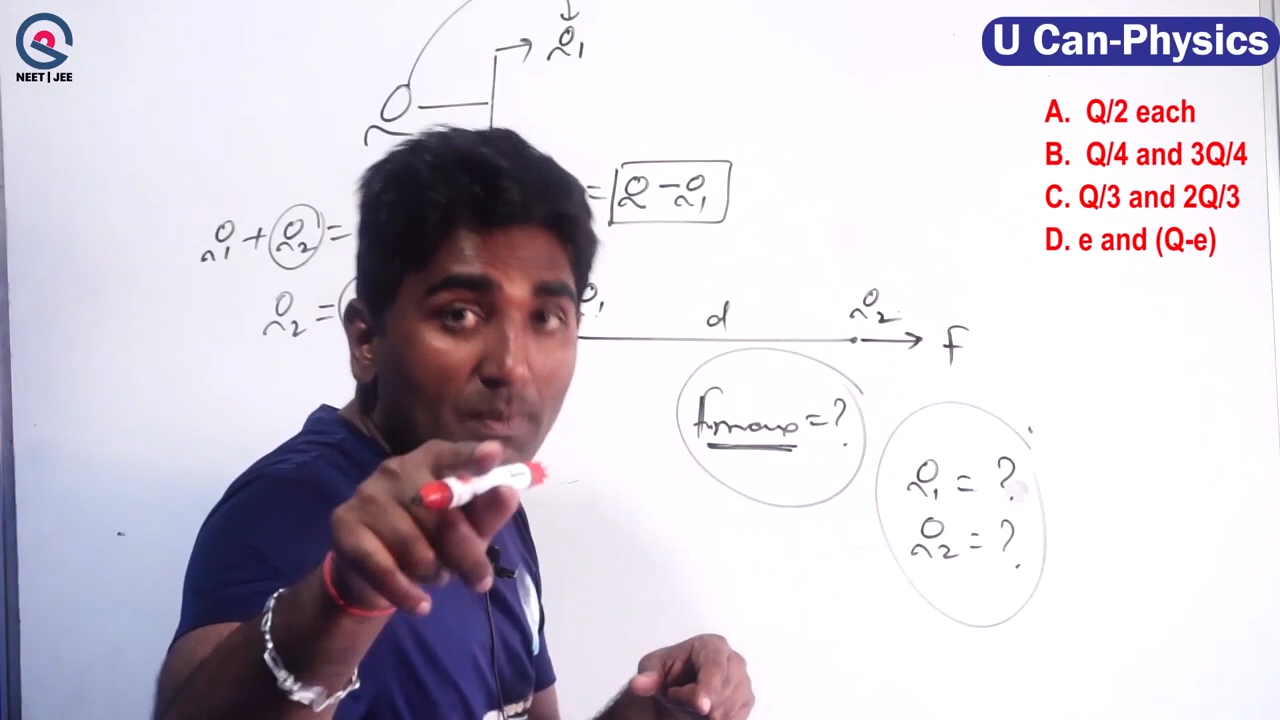 NEET | JEE
U Can-Physics
A. Q/2 each
B. Q/4 and 3Q/4
C. Q/3 and 2Q/3
D. e and (Q-e)
Q1
Q
= Q - Q1
Q1 + Q2 =
Q2 =
d
Q2
F
Fmax = ?
Q1 = ?
Q2 = ?